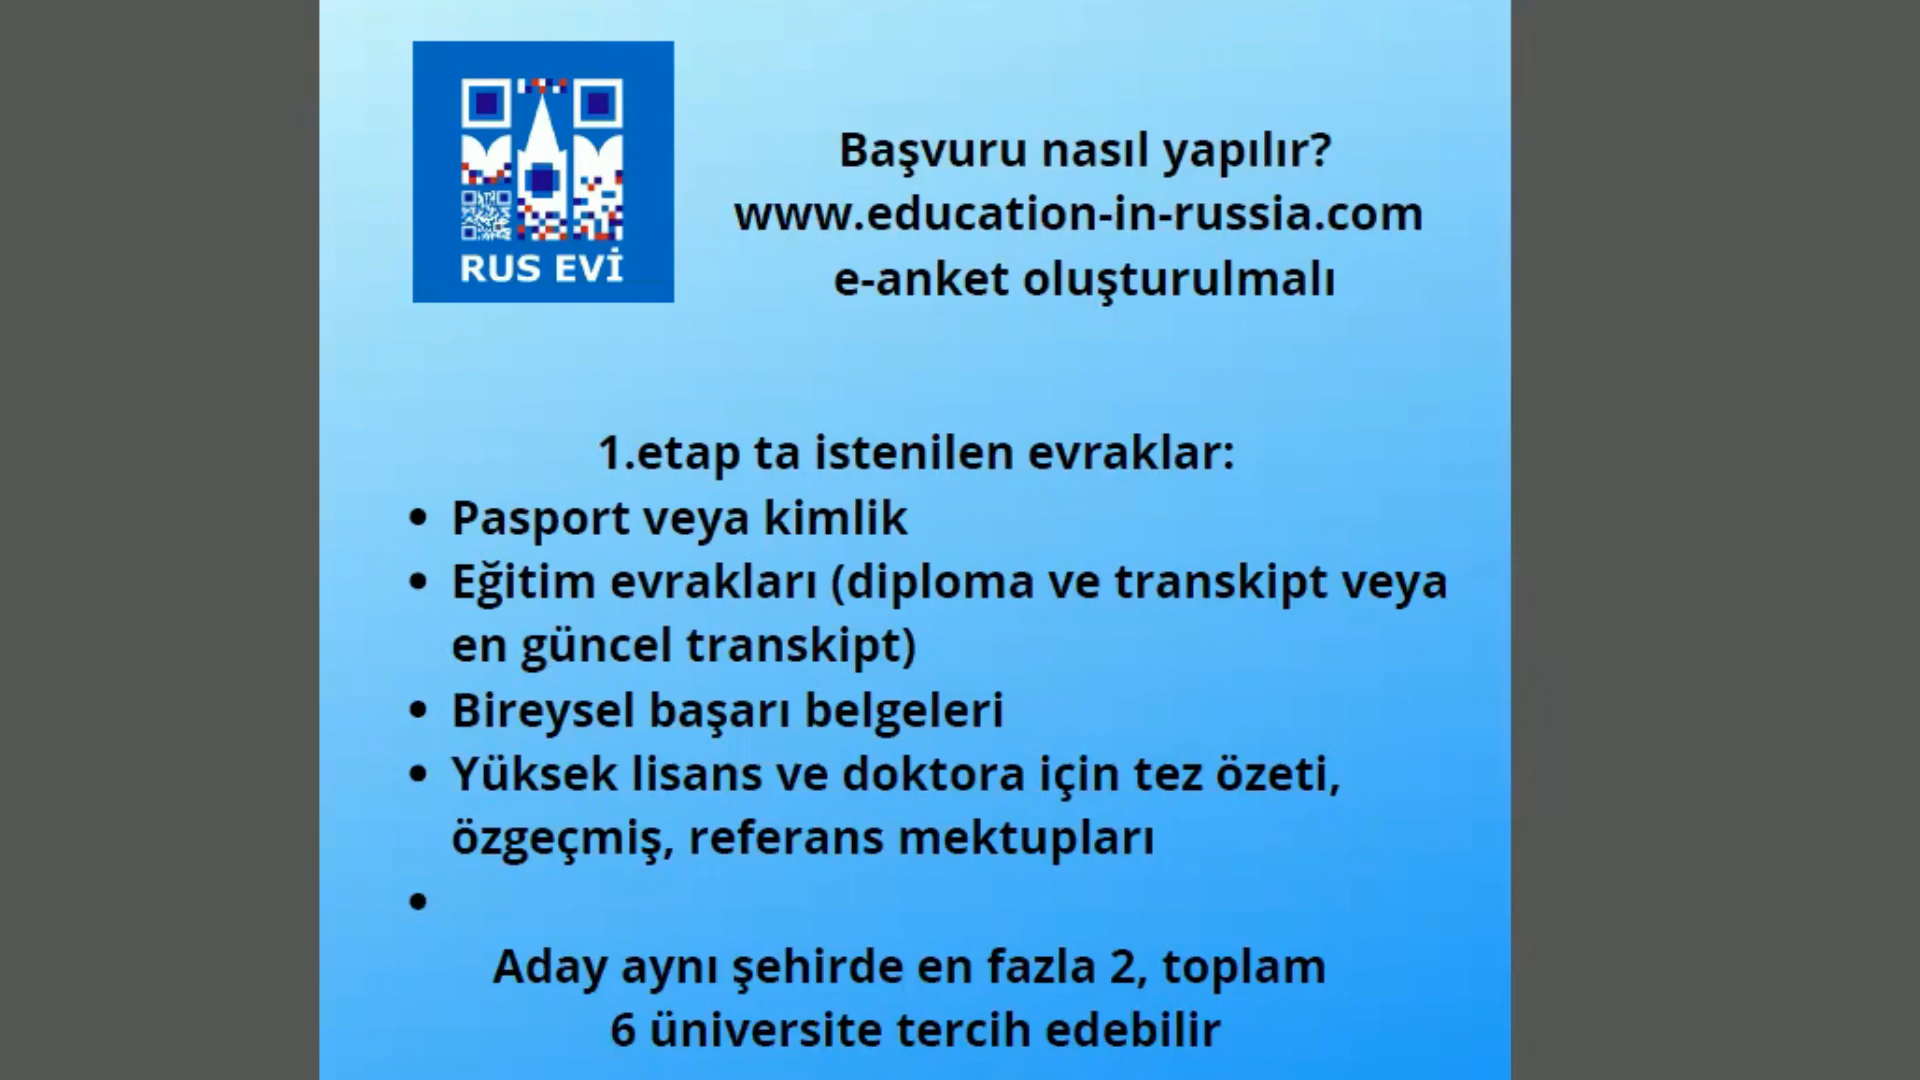 RUS EVİ
Başvuru nasıl yapılır?
www.education-in-russia.com
e-anket oluşturulmalı
1.etap ta istenilen evraklar:
• Pasport veya kimlik
• Eğitim evrakları (diploma ve transkipt veya
en güncel transkipt)
• Bireysel başarı belgeleri
• Yüksek lisans ve doktora için tez özeti,
özgeçmiş, referans mektupları
•
Aday aynı şehirde en fazla 2, toplam
6 üniversite tercih edebilir